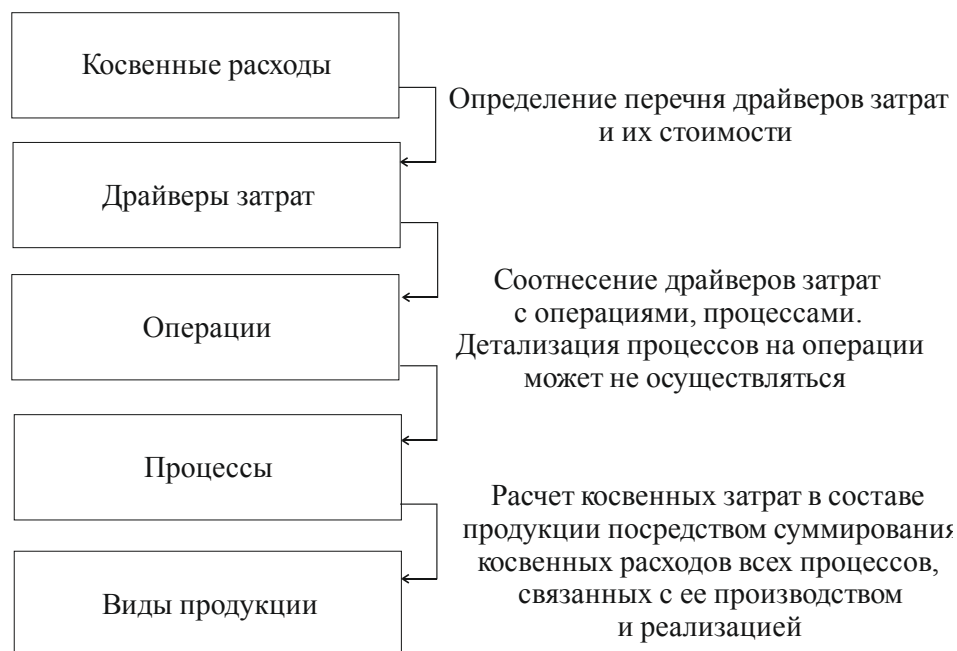 Косвенные расходы
Определение перечня драйверов затрат
и их стоимости
Драйверы затрат
Соотнесение драйверов затрат
с операциями, процессами.
Детализация процессов на операции
может не осуществляться
Операции
Процессы
Расчет косвенных затрат в составе
продукции посредством суммирования
косвенных расходов всех процессов,
связанных с ее производством
и реализацией
Виды продукции